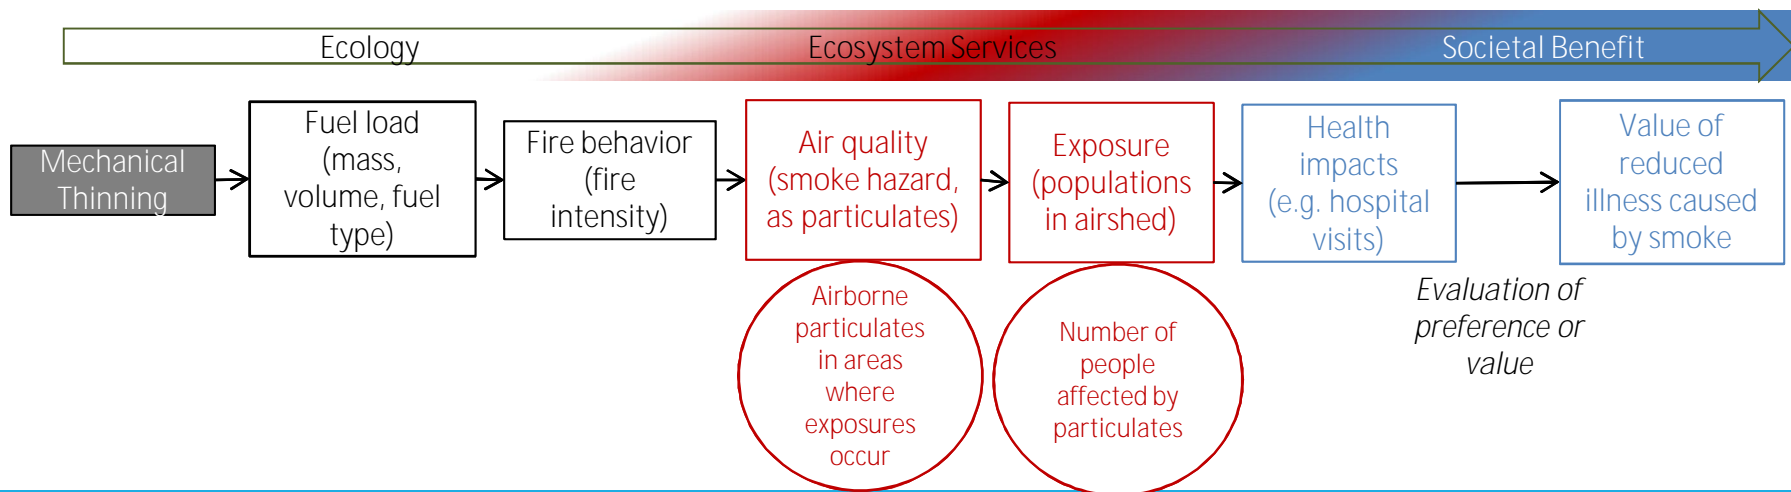 Ecology
Ecosystem Services
Societal Benefit
Mechanical
Thinning
Fuel load
(mass,
volume, fuel
type)
Fire behavior
(fire
intensity)
Air quality
(smoke hazard,
as particulates)
Exposure
(populations
in airshed)
Health
impacts
(e.g. hospital
visits)
Value of
reduced
illness caused
by smoke
Airborne
particulates
in areas
where
exposures
occur
Number of
people
affected by
particulates
Evaluation of
preference or
value